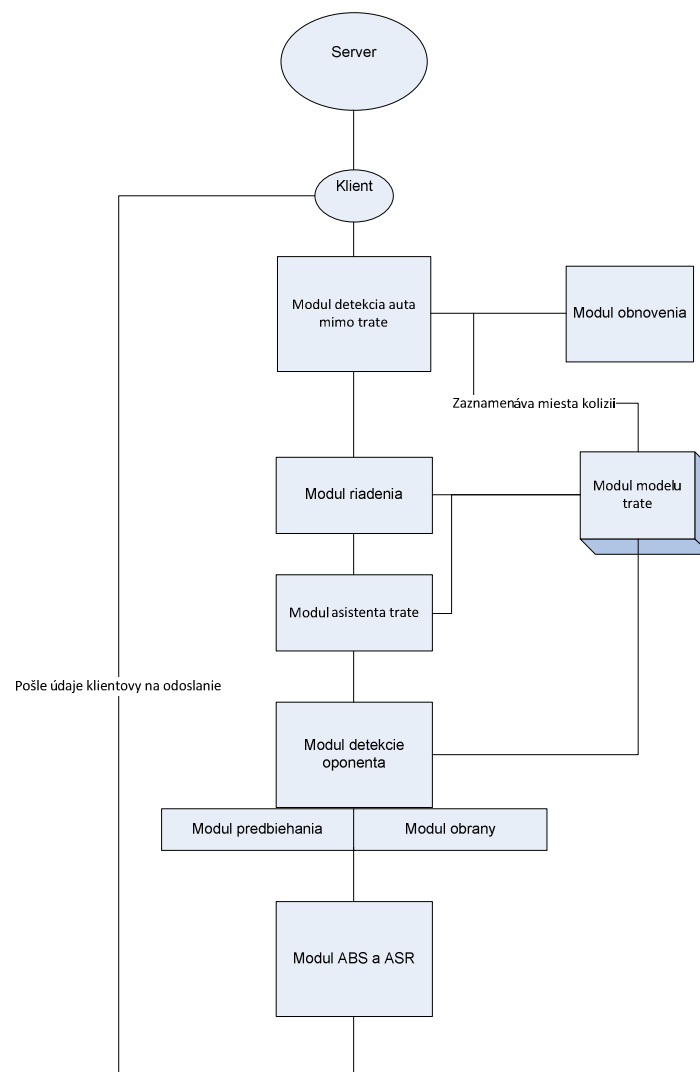 Server
Klient
Modul detekcia auta
mimo trate
Modul obnovenia
Zaznamenáva miesta kolizií
Modul riadenia
Modul modelu
trate
Modul asistenta trate
Pošle údaje klientovy na odoslanie
Modul detekcie
oponenta
Modul predbiehania
Modul obrany
Modul ABS a ASR